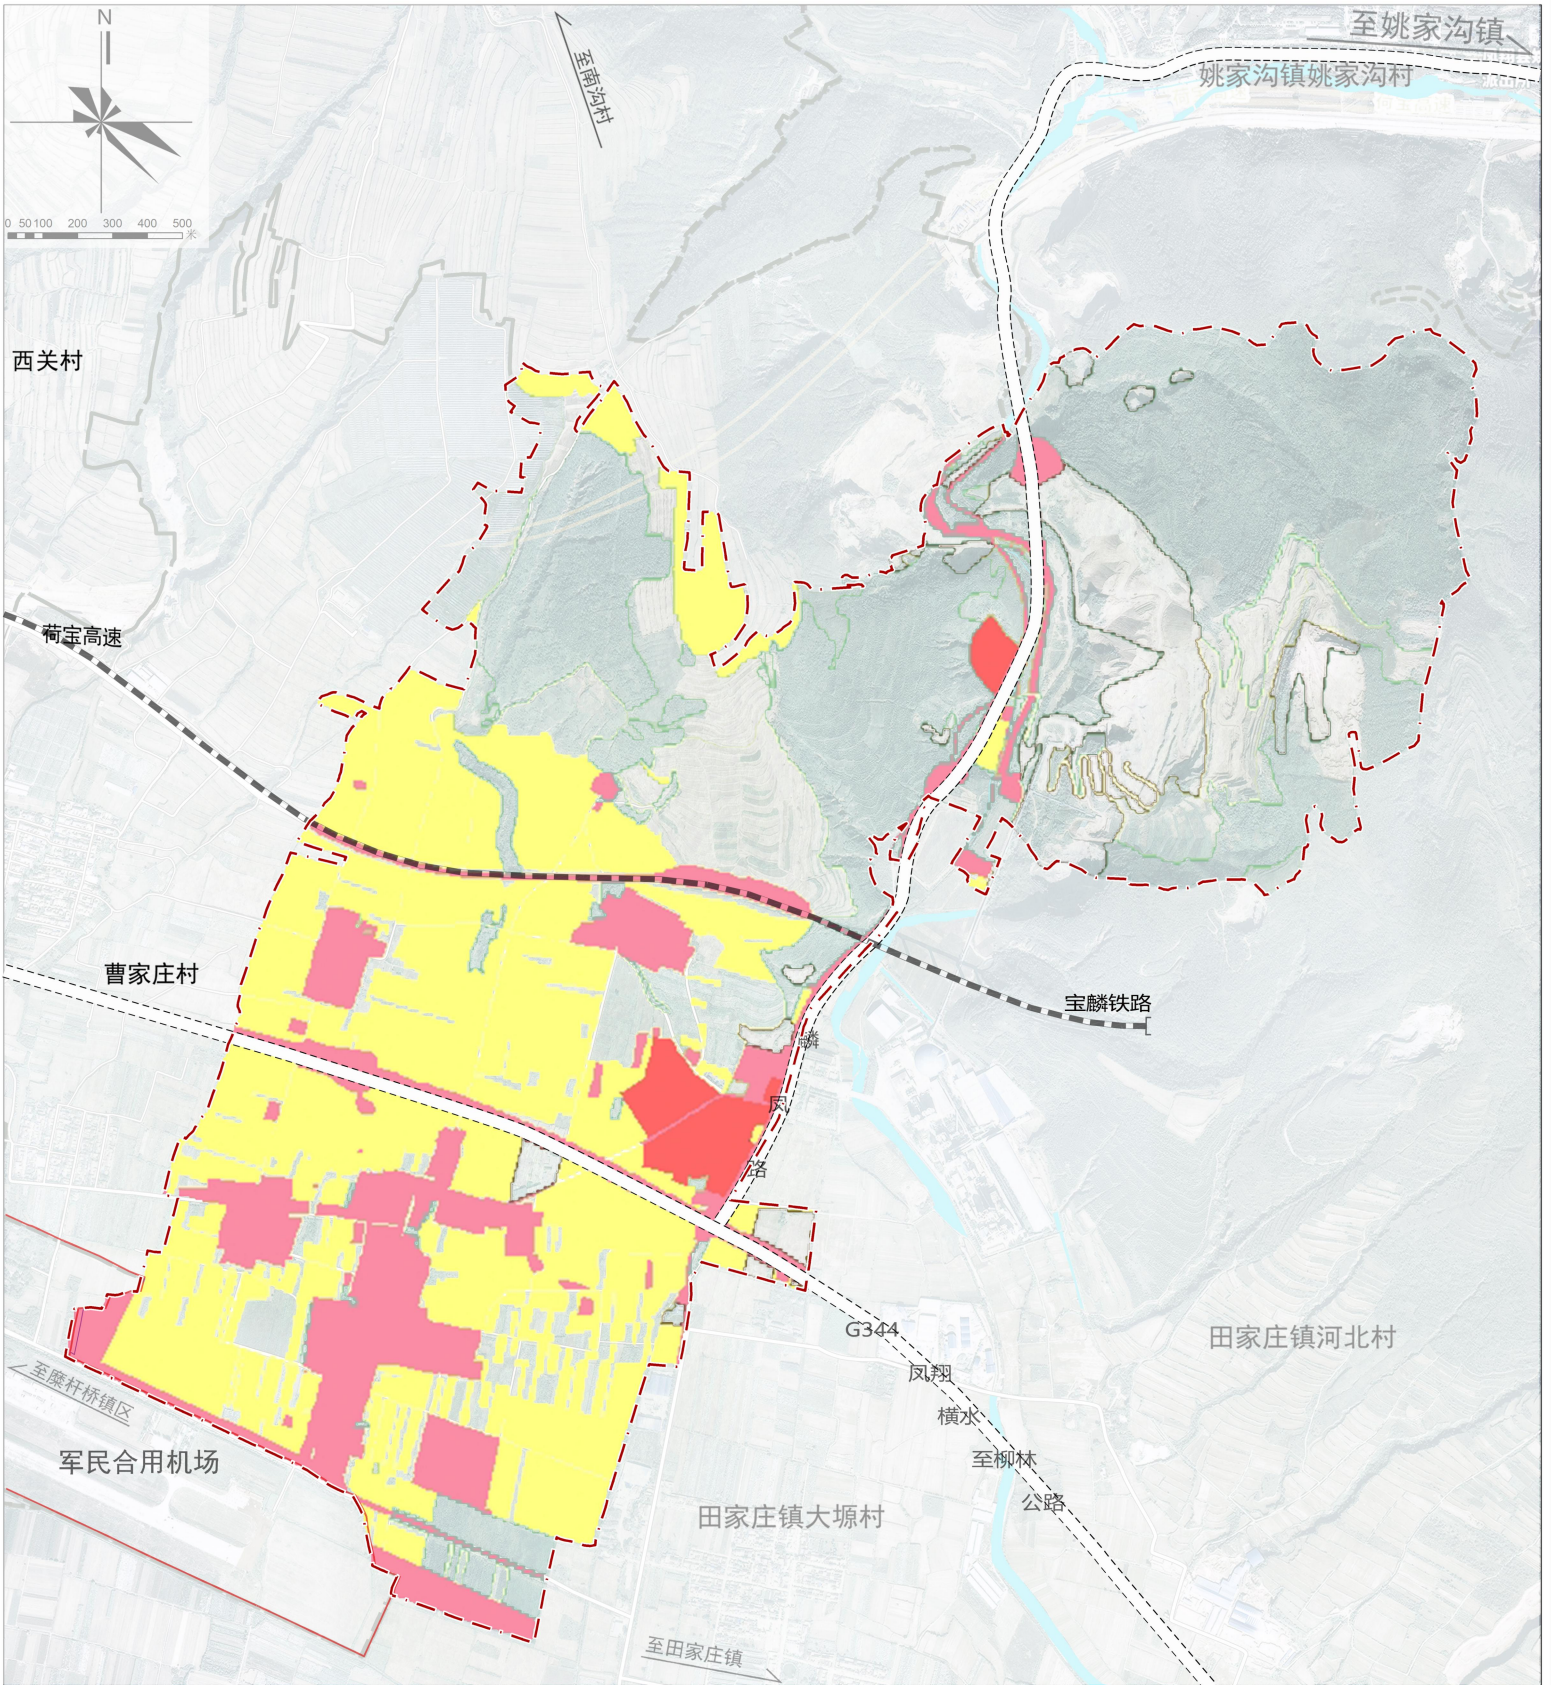 N
至姚家沟镇
至南沟村
姚家沟镇姚家沟村
派出所
0 50 100 200 300 400 500
米
西关村
荷宝高速
曹家庄村
宝麟铁路
麟
凤
路
G344
凤翔
横水
至柳林
公路
田家庄镇河北村
至糜杆桥镇区
军民合用机场
田家庄镇大塬村
至田家庄镇